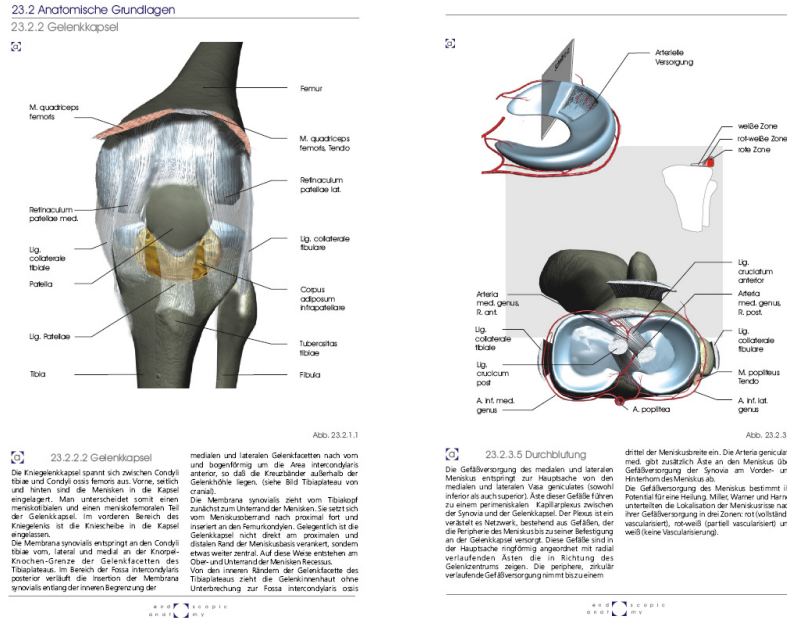 23.2 Anatomische Grundlagen
23.2.2 Gelenkkapsel
a
Femur
M. quadriceps
femoris
M. quadriceps
femoris, Tendo
Retinaculum
patellae lat.
Retinaculum
patellae med.
Lig. collaterale
fibulare
Lig.
collaterale
tibiale
Patella
Corpus
adiposum
infrapatellare
Lig. Patellae
Tuberositas
tibiae
Tibia
Fibula
Abb. 23.2.1.1
a
23.2.2.2 Gelenkkapsel
Die Kniegelenkkapsel spannt sich zwischen Condyli
tibiae und Condyli ossis femoris aus. Vorne, seitlich
und hinten sind die Menisken in die Kapsel
eingelagert. Man unterscheidet somit einen
meniskotibialen und einen meniskofemoralen Teil
der Gelenkkapsel. Im vorderen Bereich des
Kniegelenks ist die Kniescheibe in die Kapsel
eingelassen.
Die Membrana synovialis entspringt an den Condyli
tibiae vom, lateral und medial an der Knorpel-
Knochen-Grenze der Gelenkfacetten des
Tibiaplateaus. Im Bereich der Fossa intercondylaris
posterior verläuft die Insertion der Membrana
synovialis entlang der inneren Begrenzung der
medialen und lateralen Gelenkfacetten nach vom
und bogenförmig um die Area intercondylaris
anterior, so daß die Kreuzbänder außerhalb der
Gelenkhöhle liegen. (siehe Bild Tibiaplateau von
cranial).
Die Membrana synovialis zieht vom Tibiakopf
zunächst zum Unterrand der Menisken. Sie setzt sich
vom Meniskusoberrand nach proximal fort und
inseriert an den Femurkondylen. Gelegentlich ist die
Gelenkkapsel nicht direkt am proximalen und
distalen Rand der Meniskusbasis verankert, sondern
etwas weiter zentral. Auf diese Weise entstehen am
Ober- und Unterrand der Menisken Recessus.
Von den inneren Rändern der Gelenkfacette des
Tibiaplateaus zieht die Gelenkinnenhaut ohne
Unterbrechung zur Fossa intercondylaris ossis
endoscopic
anatomy
a
Arterielle
Versorgung
weiße Zone
rot-weiße Zone
rote Zone
Lig.
cruciatum
anterior
Arteria
med. genus,
R. ant.
Arteria
med. genus,
R. post.
Lig.
collaterale
tibiale
Lig.
collaterale
fibulare
Lig.
crucicum
post
M. popliteus
Tendo
A. inf. med.
genus
A. inf. lat.
genus
A. poplitea
Abb. 23.2.3
a
23.2.3.5 Durchblutung
Die Gefäßversorgung des medialen und lateralen
Meniskus entspringt zur Hauptsache von den
medialen und lateralen Vasa geniculates (sowohl
inferior als auch superior). Äste dieser Gefäße führen
zu einem perimeniskalen Kapillarplexus zwischen
der Synovia und der Gelenkkapsel. Der Plexus ist ein
verästelt es Netzwerk, bestehend aus Gefäßen, der
die Peripherie des Meniskus bis zu seiner Befestigung
an der Gelenkkapsel versorgt. Diese Gefäße sind in
der Hauptsache ringförmig angeordnet mit radial
verlaufenden Ästen die in Richtung des
Gelenkzentrums zeigen. Die periphere, zirkulär
verlaufende Gefäßversorgung nimmt bis zu einem
drittel der Meniskusbreite ein. Die Arteria genicula
med. gibt zusätzlich Äste an den Meniskus üb
Gefäßversorgung der Synovia am Vorder- un
Hinterhorn des Meniskus ab.
Die Gefäßversorgung des Meniskus bestimmt i
Potential für eine Heilung. Miller, Warner und Harn
unterteilten die Lokalisation der Meniskusrisse nac
ihrer Gefäßversorgung in drei Zonen: rot (vollständi
vascularisiert), rot-weiß (partiell vascularisiert) un
weiß (keine Vascularisierung).
endoscopic
anatomy